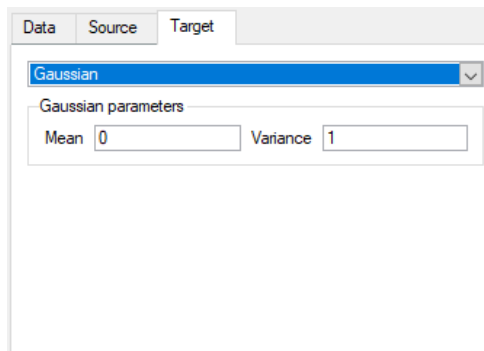 Data Source Target
Gaussian
Gaussian parameters
Mean 0 Variance 1